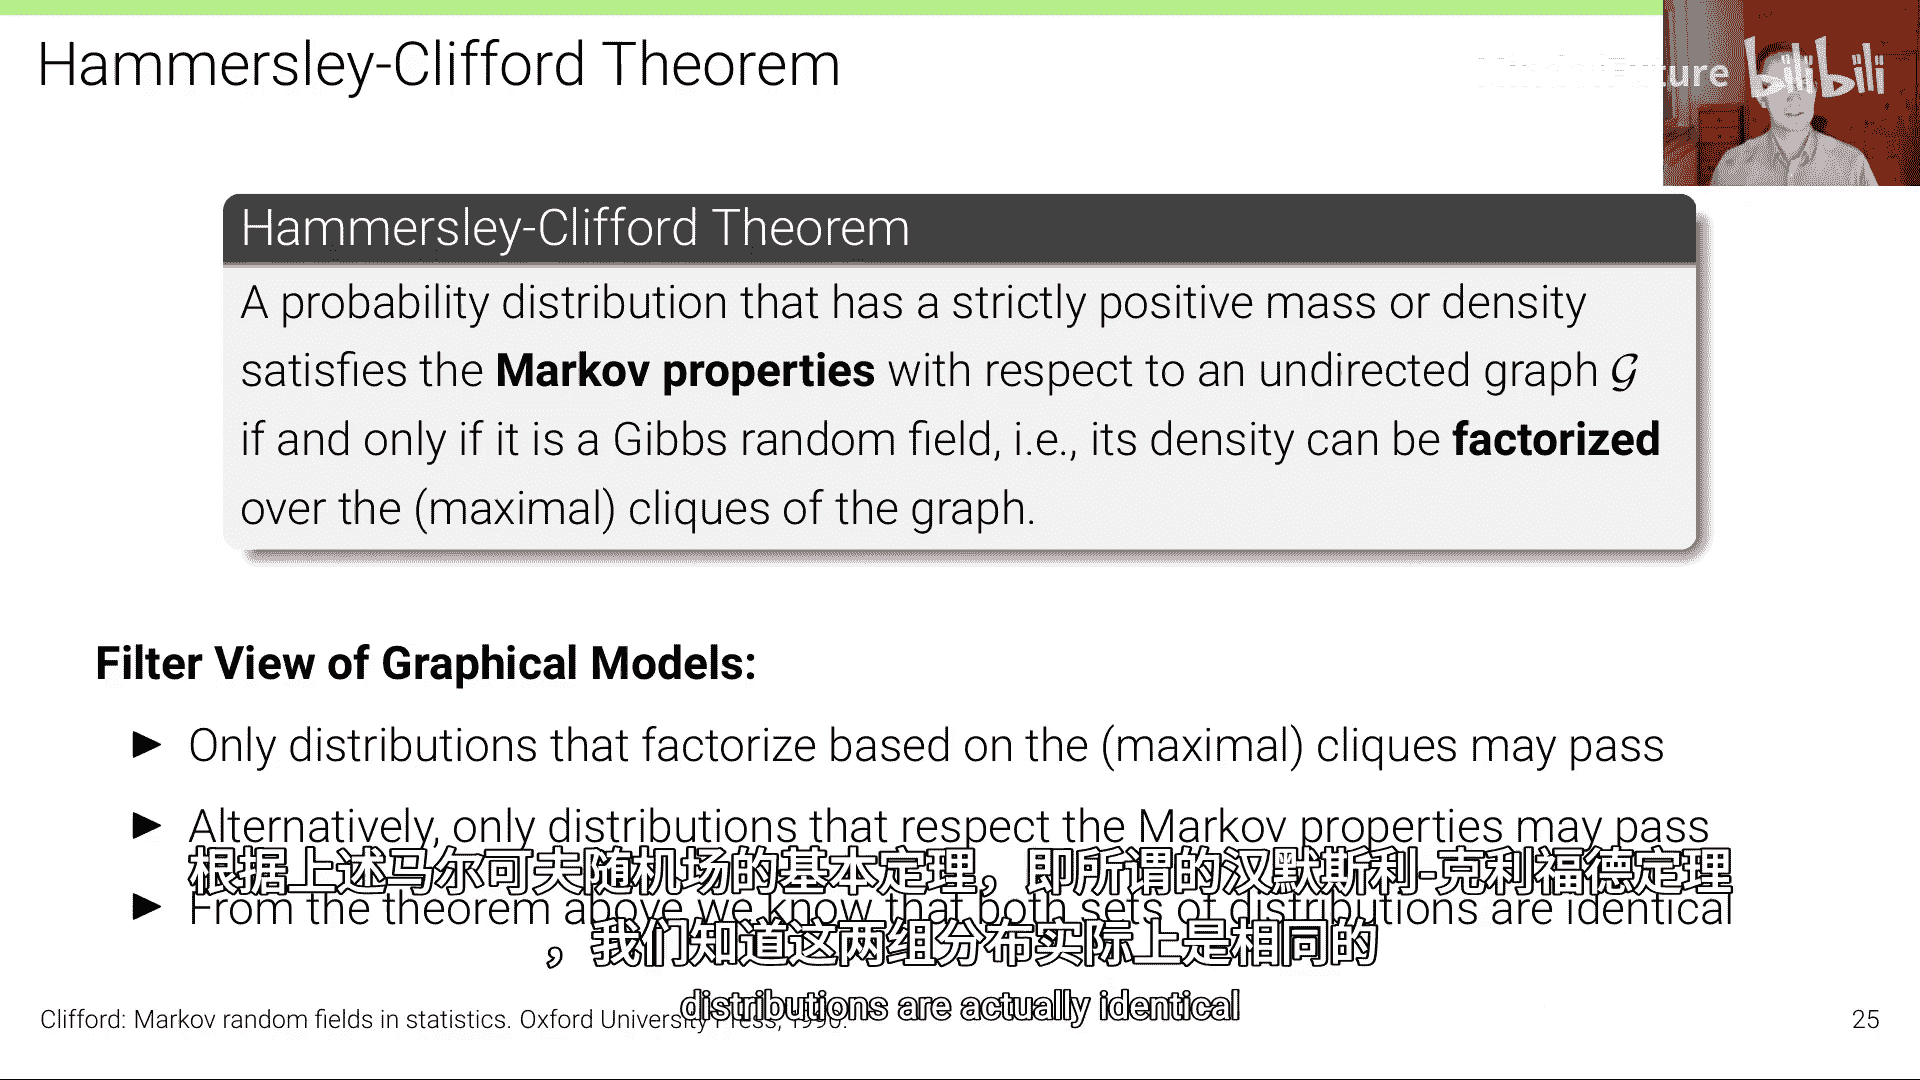 Hammersley-Clifford Theorem
ture bilibili
Hammersley-Clifford Theorem
A probability distribution that has a strictly positive mass or density
satisfies the Markov properties with respect to an undirected graph 𝒢
if and only if it is a Gibbs random field, i.e., its density can be factorized
over the (maximal) cliques of the graph.
Filter View of Graphical Models:
► Only distributions that factorize based on the (maximal) cliques may pass
► Alternatively, only distributions that respect the Markov properties may pass
► From the theorem above we know that both sets of distributions are identical
根据上述马尔可夫随机场的基本定理，即所谓的汉默斯利-克利福德定理
，我们知道这两组分布实际上是相同的
distributions are actually identical
Clifford: Markov random fields in statistics. Oxford University Press, 1990.
25